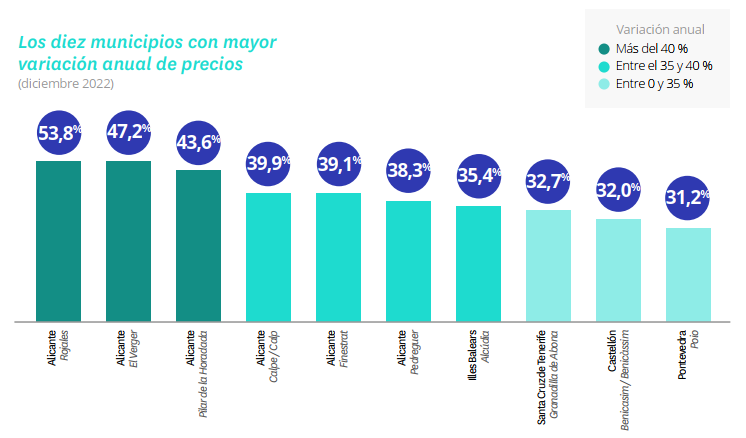 Los diez municipios con mayor
variación anual de precios
(diciembre 2022)
Variación anual
Más del 40 %
Entre el 35 y 40 %
Entre 0 y 35 %
53,8%
47,2%
43,6%
39,9%
39,1%
38,3%
35,4%
32,7%
32,0%
31,2%
Alicante
Rojales
Alicante
El Verger
Alicante
Pilar de la Horadada
Alicante
Calpe / Calp
Alicante
Finestrat
Alicante
Pedreguer
Illes Balears
Alcúdia
Santa Cruz de Tenerife
Granadilla de Abona
Castellón
Benicasim / Benicàssim
Pontevedra
Poio